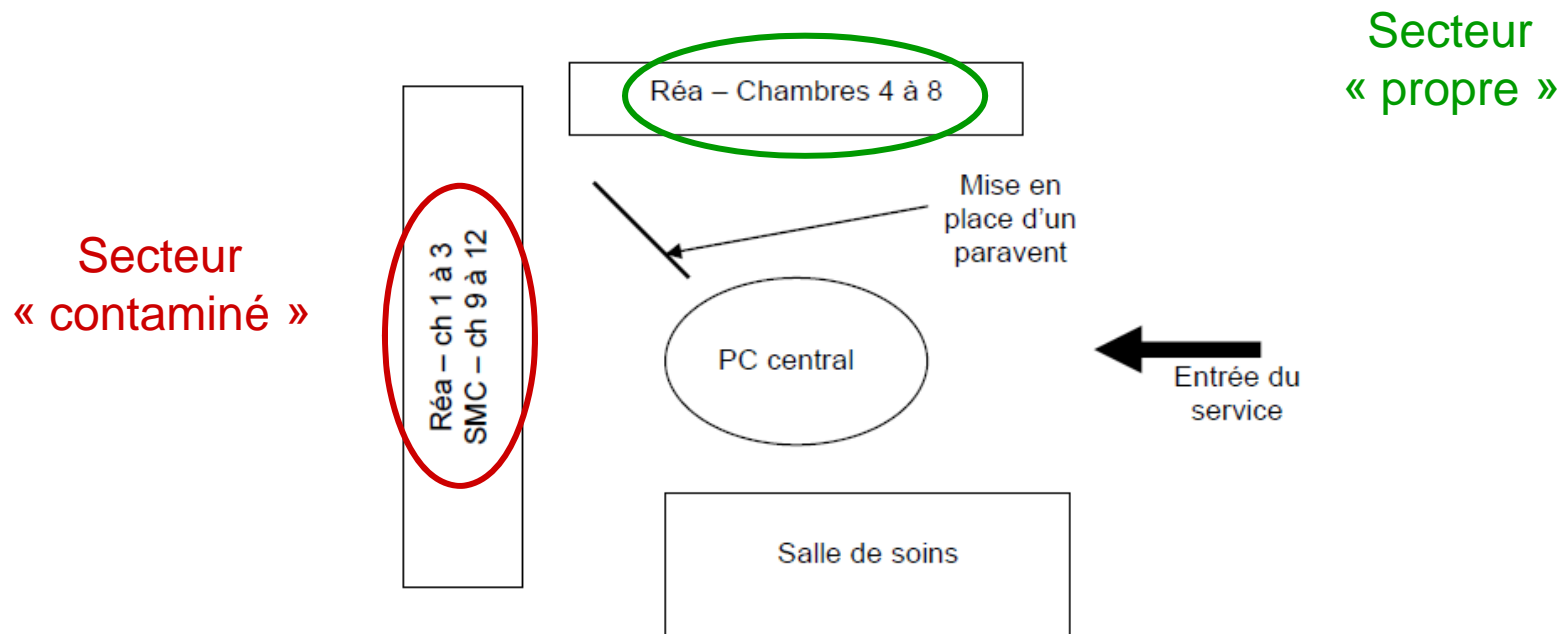 Secteur
« propre »
Réa – Chambres 4 à 8
Mise en
place d'un
paravent
Secteur
« contaminé »
Réa – ch 1 à 3
SMC – ch 9 à 12
PC central
Entrée du
service
Salle de soins